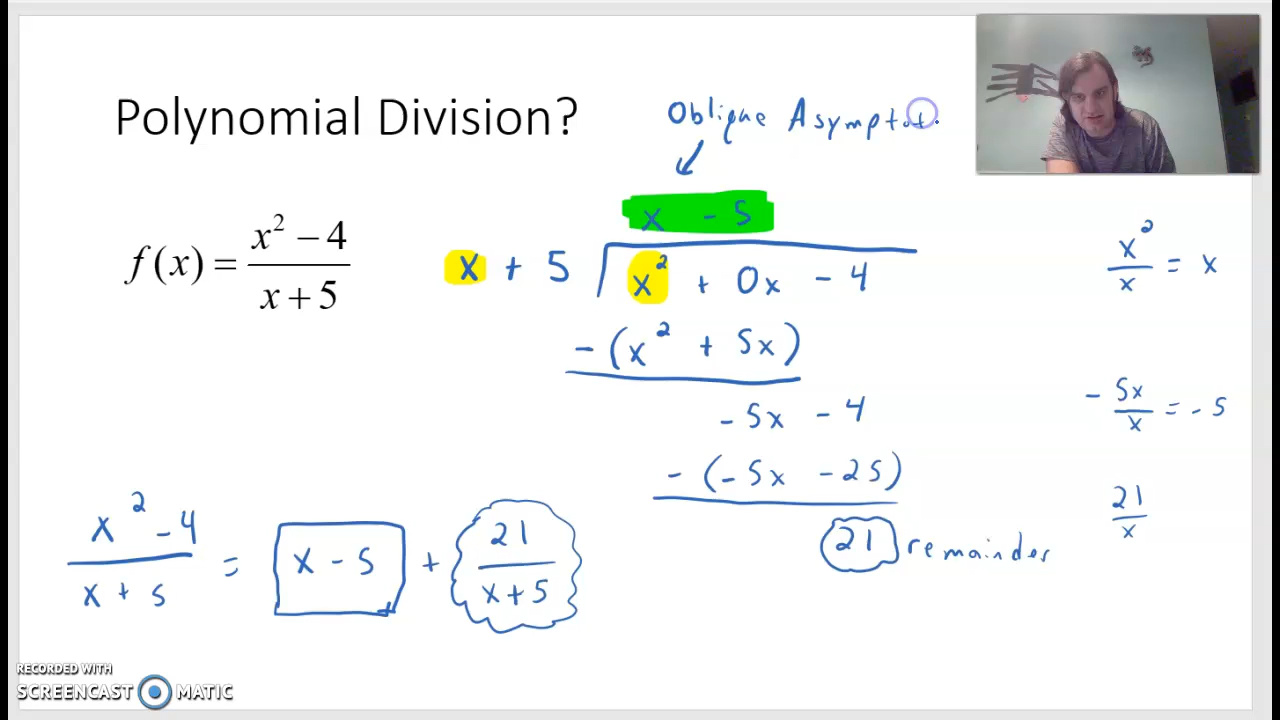 Polynomial Division?
Oblique Asymptot
f(x) = x² − 4 / x + 5
x - 5
x + 5 ) x² + 0x - 4
- (x² + 5x)
-5x - 4
- (-5x - 25)
21 remainder
x² / x = x
- 5x / x = - 5
21 / x
x² - 4 / x + 5 = x - 5 + 21 / x + 5
RECORDED WITH
SCREENCAST MATIC